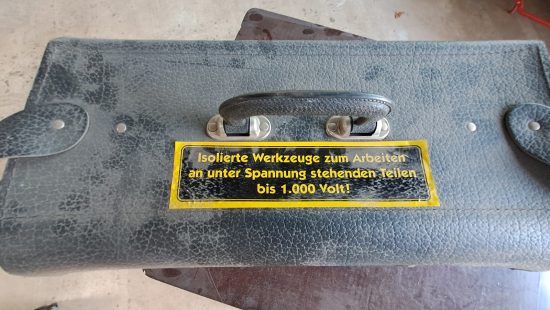 Isolierte Werkzeuge zum Arbeiten
an unter Spannung stehenden Teilen
bis 1.000 Volt!